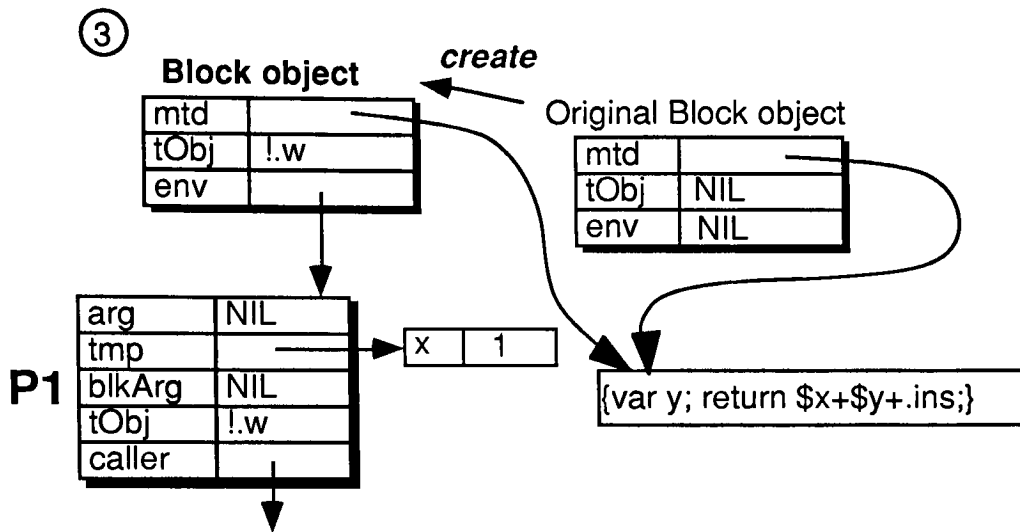 3
create
Block object
Original Block object
mtd
tObj !.w
env
mtd
tObj NIL
env NIL
P1
arg NIL
tmp
blkArg NIL
tObj !.w
caller
x 1
{var y; return $x+$y+.ins;}